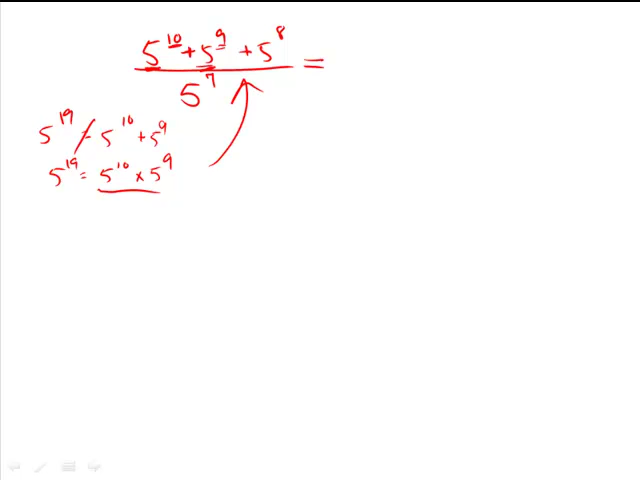 5^10 + 5^9 + 5^8 =
5^7
5^19 ≠ 5^10 + 5^9
5^19 = 5^10 × 5^9